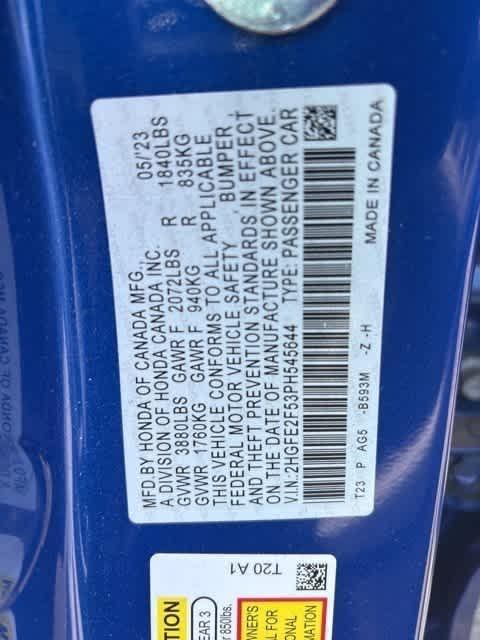 MFD.BY HONDA OF CANADA MFG., 05/'23
A DIVISION OF HONDA CANADA INC.
GVWR 3880LBS GAWR F 2072LBS R 1840LBS
GVWR 1760KG GAWR F 940KG R 835KG
THIS VEHICLE CONFORMS TO ALL APPLICABLE
FEDERAL MOTOR VEHICLE SAFETY, BUMPER
AND THEFT PREVENTION STANDARDS IN EFFECT
ON THE DATE OF MANUFACTURE SHOWN ABOVE.
V.I.N.:2HGFE2F53PH545644 TYPE:PASSENGER CAR
T23 P AG5 -B593M -Z -H MADE IN CANADA
T20 A1
EAR 3
850lbs.